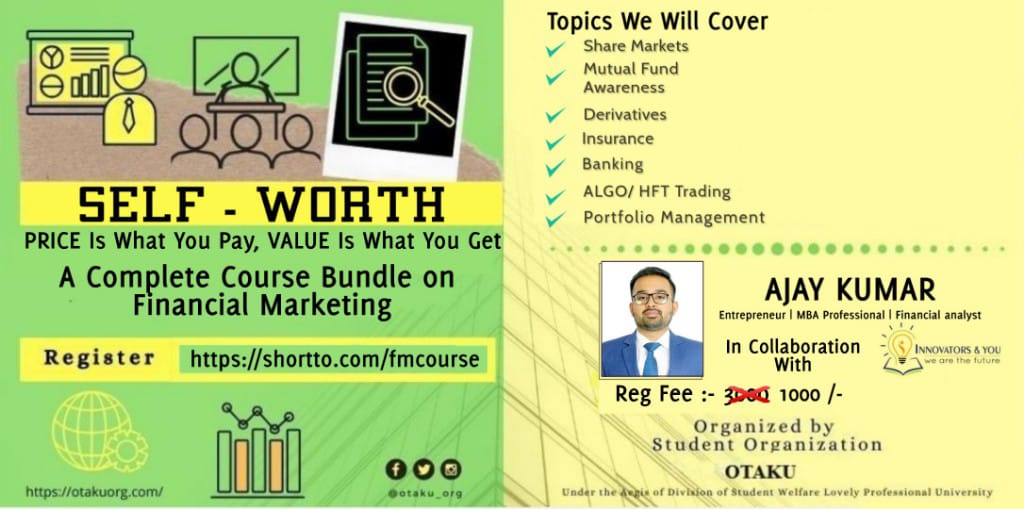 SELF - WORTH
PRICE Is What You Pay, VALUE Is What You Get
A Complete Course Bundle on
Financial Marketing
Register
https://shortto.com/fmcourse
https://otakuorg.com/
@otaku_org
Topics We Will Cover
Share Markets
Mutual Fund
Awareness
Derivatives
Insurance
Banking
ALGO/ HFT Trading
Portfolio Management
AJAY KUMAR
Entrepreneur | MBA Professional | Financial analyst
In Collaboration
With
INNOVATORS & YOU
we are the future
Reg Fee :- 3000 1000 /-
Organized by
Student Organization
OTAKU
Under the Aegis of Division of Student Welfare Lovely Professional University